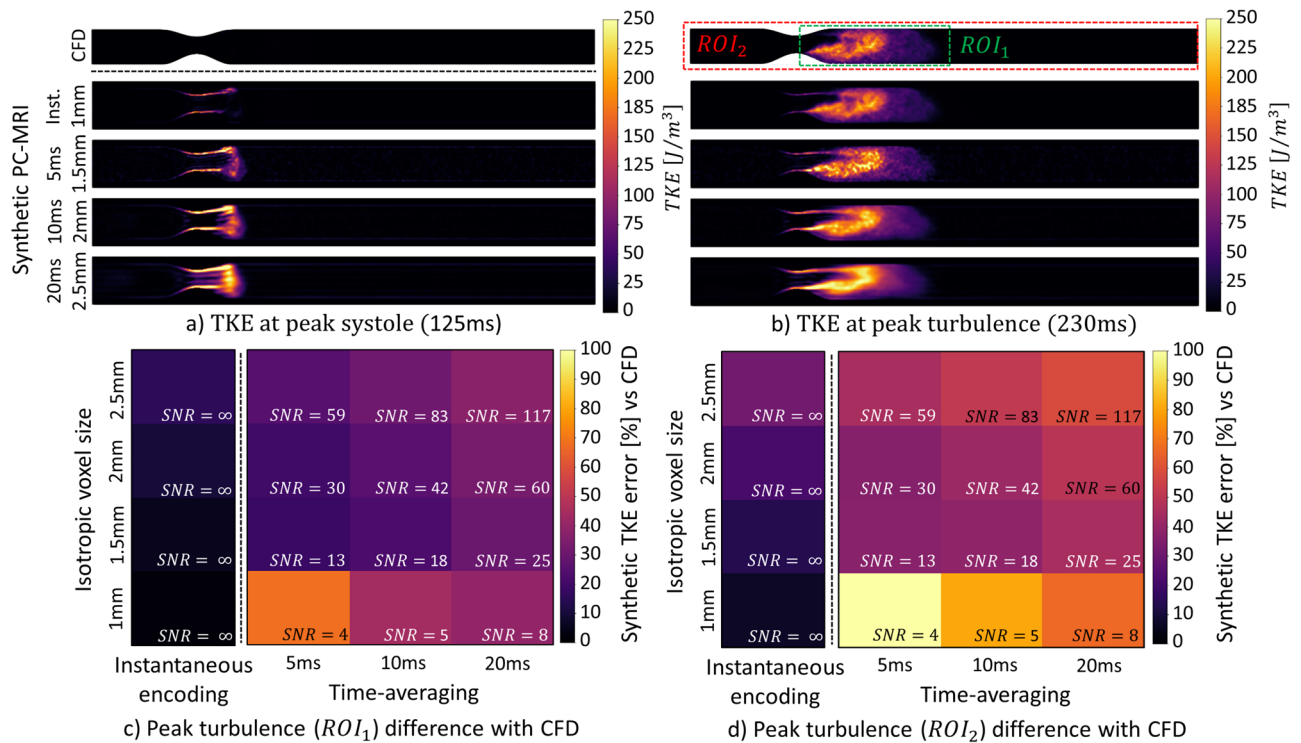 CFD
Synthetic PC-MRI
Inst.
1mm
5ms
1.5mm
10ms
2mm
20ms
2.5mm
250
225
200
175
150
125
100
75
50
25
0
TKE [J/m³]
a) TKE at peak systole (125ms)
ROI₂
ROI₁
250
225
200
175
150
125
100
75
50
25
0
TKE [J/m³]
b) TKE at peak turbulence (230ms)
Isotropic voxel size
2.5mm
2mm
1.5mm
1mm
SNR = ∞
SNR = 59
SNR = 83
SNR = 117
SNR = ∞
SNR = 30
SNR = 42
SNR = 60
SNR = ∞
SNR = 13
SNR = 18
SNR = 25
SNR = ∞
SNR = 4
SNR = 5
SNR = 8
Instantaneous
encoding
5ms
10ms
20ms
Time-averaging
100
90
80
70
60
50
40
30
20
10
0
Synthetic TKE error [%] vs CFD
c) Peak turbulence (ROI₁) difference with CFD
Isotropic voxel size
2.5mm
2mm
1.5mm
1mm
SNR = ∞
SNR = 59
SNR = 83
SNR = 117
SNR = ∞
SNR = 30
SNR = 42
SNR = 60
SNR = ∞
SNR = 13
SNR = 18
SNR = 25
SNR = ∞
SNR = 4
SNR = 5
SNR = 8
Instantaneous
encoding
5ms
10ms
20ms
Time-averaging
100
90
80
70
60
50
40
30
20
10
0
Synthetic TKE error [%] vs CFD
d) Peak turbulence (ROI₂) difference with CFD